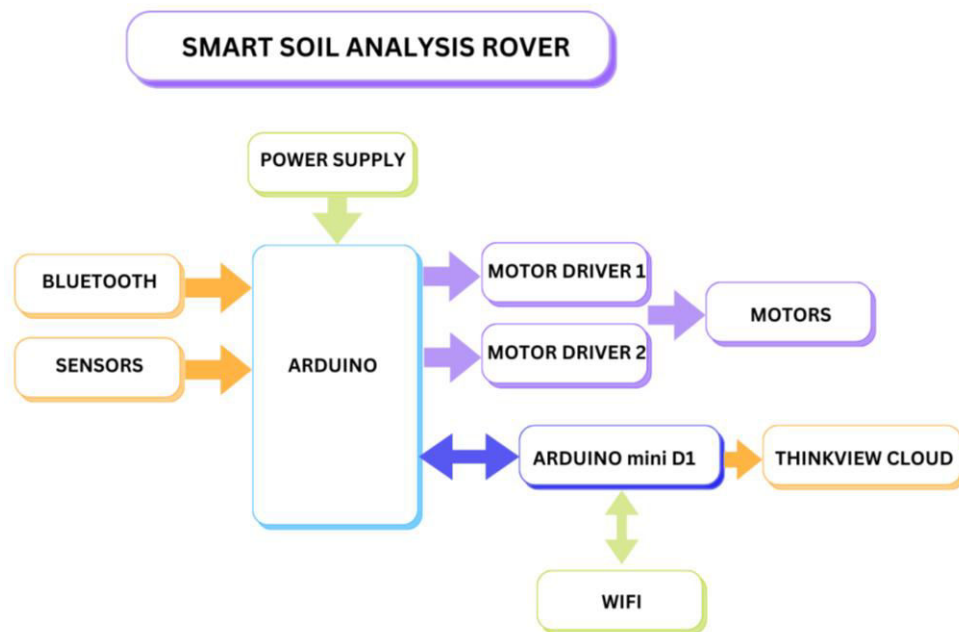 SMART SOIL ANALYSIS ROVER
POWER SUPPLY
BLUETOOTH
SENSORS
ARDUINO
MOTOR DRIVER 1
MOTOR DRIVER 2
MOTORS
ARDUINO mini D1
THINKVIEW CLOUD
WIFI